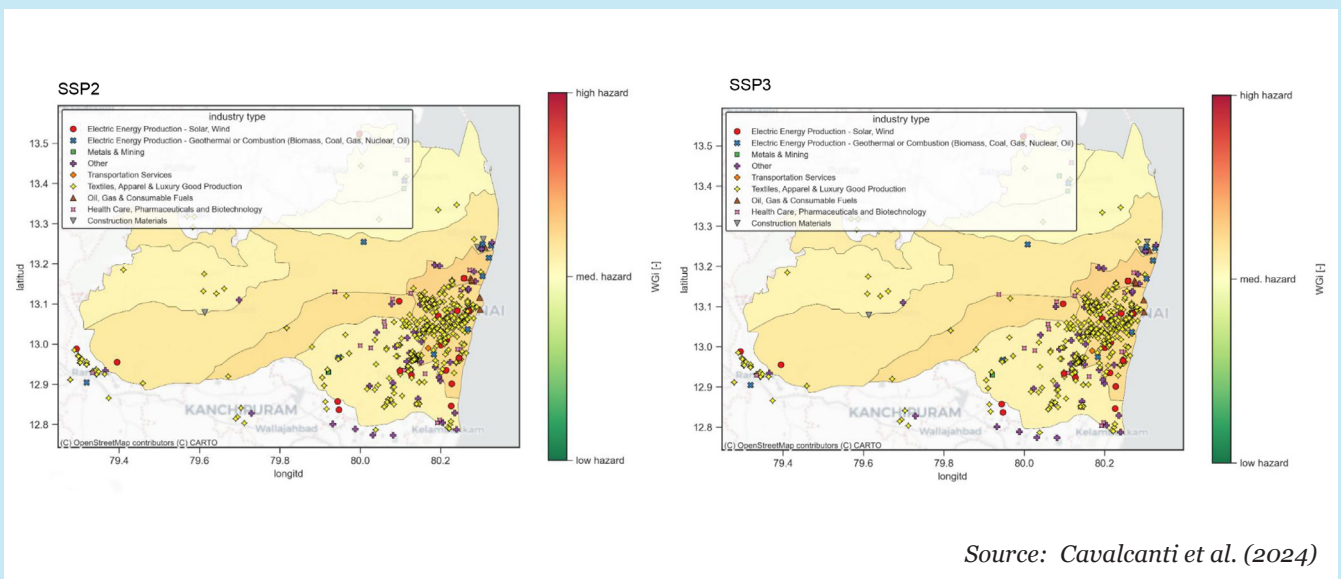 SSP2
high hazard
med. hazard
low hazard
WGI [-]
industry type
Electric Energy Production - Solar, Wind
Electric Energy Production - Geothermal or Combustion (Biomass, Coal, Gas, Nuclear, Oil)
Metals & Mining
Other
Transportation Services
Textiles, Apparel & Luxury Good Production
Oil, Gas & Consumable Fuels
Health Care, Pharmaceuticals and Biotechnology
Construction Materials
13.5
13.4
13.3
13.2
13.1
13.0
12.9
12.8
latitud
NAI
KANCHIPURAM
Wallajahbad
(C) OpenStreetMap contributors (C) CARTO
79.4
79.6
79.8
80.0
80.2
longitd
SSP3
high hazard
med. hazard
low hazard
WGI [-]
industry type
Electric Energy Production - Solar, Wind
Electric Energy Production - Geothermal or Combustion (Biomass, Coal, Gas, Nuclear, Oil)
Metals & Mining
Other
Transportation Services
Textiles, Apparel & Luxury Good Production
Oil, Gas & Consumable Fuels
Health Care, Pharmaceuticals and Biotechnology
Construction Materials
13.5
13.4
13.3
13.2
13.1
13.0
12.9
12.8
latitud
NAI
KANCHIPURAM
Wallajahbad
(C) OpenStreetMap contributors (C) CARTO
79.4
79.6
79.8
80.0
80.2
longitd
Source: Cavalcanti et al. (2024)